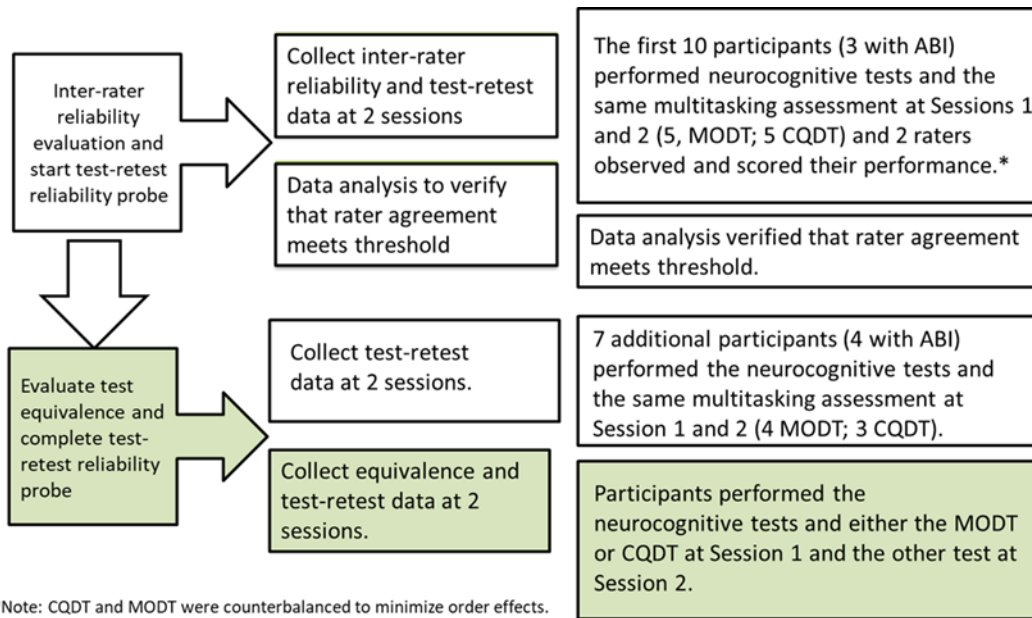 Inter-rater
reliability
evaluation and
start test-retest
reliability probe
Collect inter-rater
reliability and test-retest
data at 2 sessions
The first 10 participants (3 with ABI)
performed neurocognitive tests and the
same multitasking assessment at Sessions 1
and 2 (5, MODT; 5 CQDT) and 2 raters
observed and scored their performance.*
Data analysis to verify
that rater agreement
meets threshold
Data analysis verified that rater agreement
meets threshold.
Evaluate test
equivalence and
complete test-
retest reliability
probe
Collect test-retest
data at 2 sessions.
7 additional participants (4 with ABI)
performed the neurocognitive tests and
the same multitasking assessment at
Session 1 and 2 (4 MODT; 3 CQDT).
Collect equivalence and
test-retest data at 2
sessions.
Participants performed the
neurocognitive tests and either the MODT
or CQDT at Session 1 and the other test at
Session 2.
Note: CQDT and MODT were counterbalanced to minimize order effects.